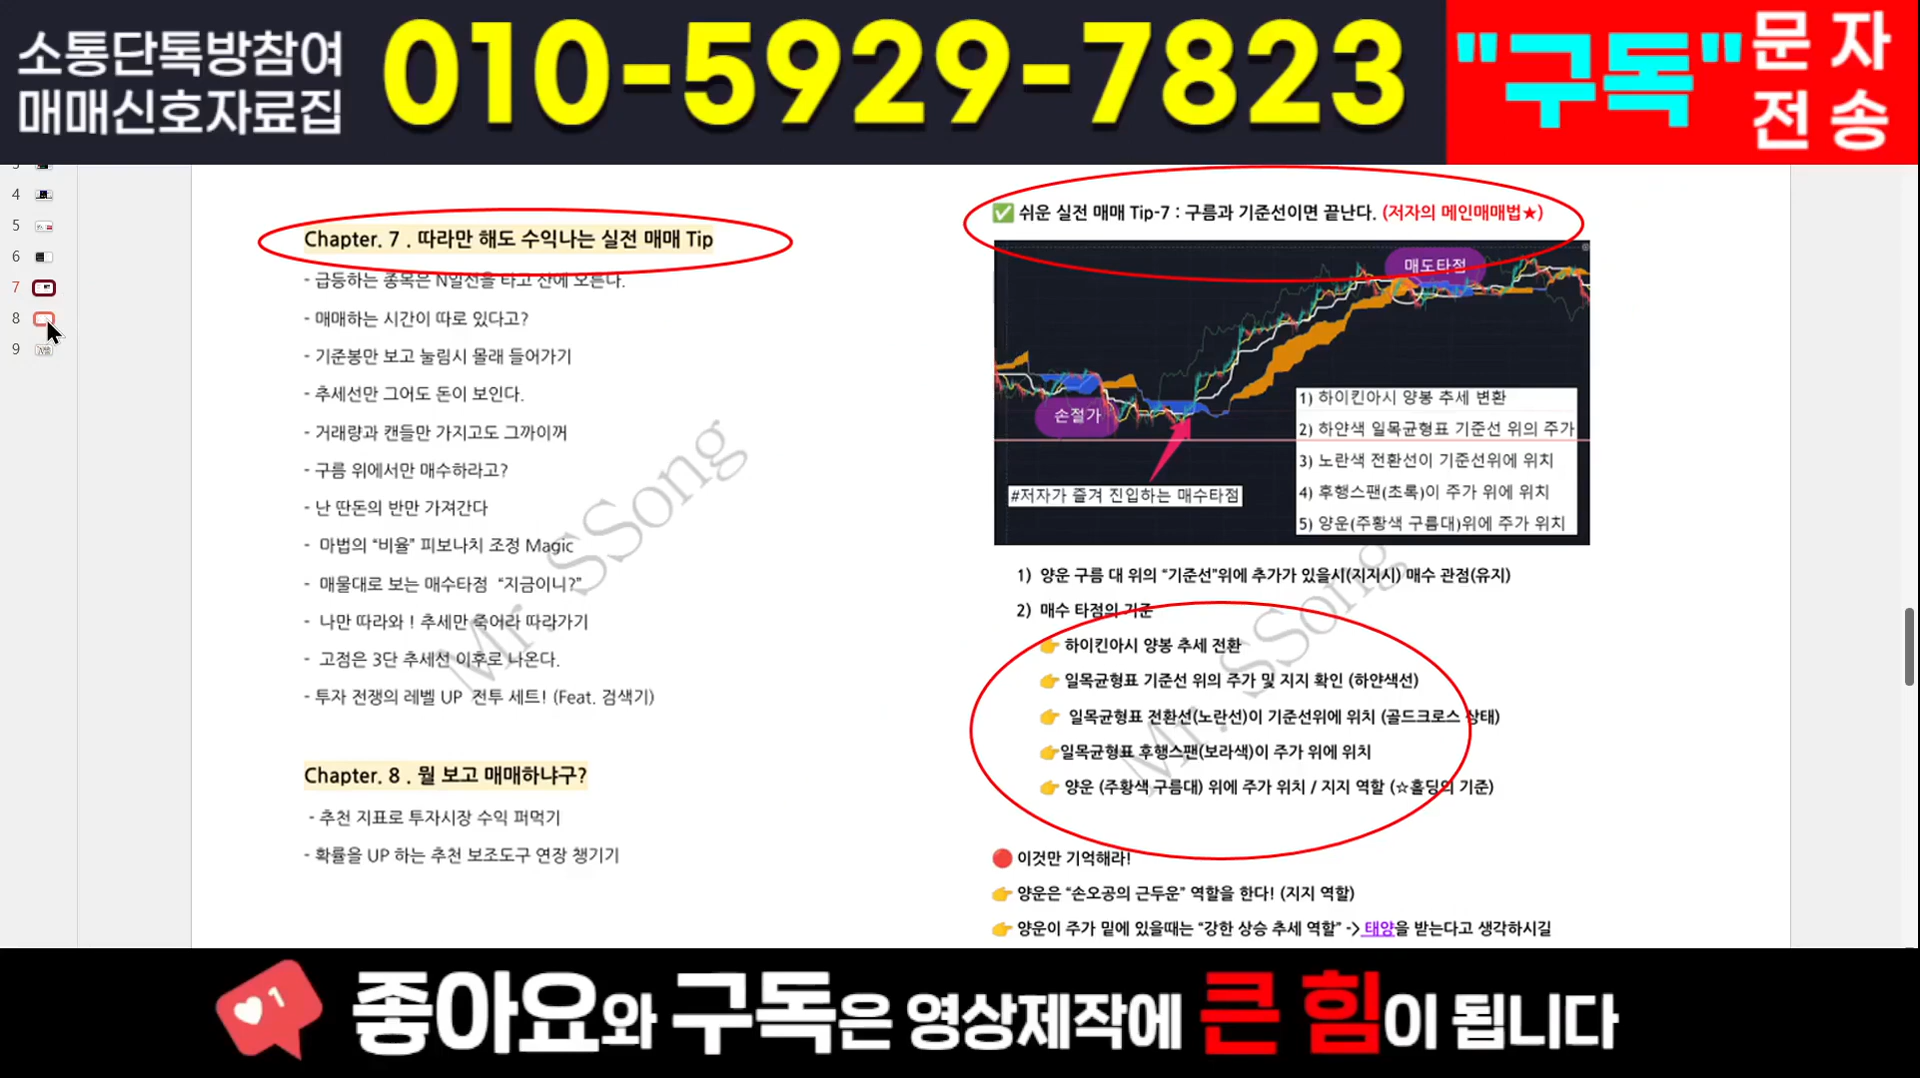 소통단톡방참여
매매신호자료집
010-5929-7823
"구독"
문자
전송
4
5
6
7
8
9
Chapter. 7 . 따라만 해도 수익나는 실전 매매 Tip
- 급등하는 종목은 N일선을 타고 산에 오른다.
- 매매하는 시간이 따로 있다고?
- 기준봉만 보고 눌림시 몰래 들어가기
- 추세선만 그어도 돈이 보인다.
- 거래량과 캔들만 가지고도 그까이꺼
- 구름 위에서만 매수하라고?
- 난 딴돈의 반만 가져간다
- 마법의 “비율” 피보나치 조정 Magic
- 매물대로 보는 매수타점 “지금이니?”
- 나만 따라와 ! 추세만 죽어라 따라가기
- 고점은 3단 추세선 이후로 나온다.
- 투자 전쟁의 레벨 UP 전투 세트! (Feat. 검색기)
Chapter. 8 . 뭘 보고 매매하냐구?
- 추천 지표로 투자시장 수익 퍼먹기
- 확률을 UP 하는 추천 보조도구 연장 챙기기
Mr. SSong
✅ 쉬운 실전 매매 Tip-7 : 구름과 기준선이면 끝난다. (저자의 메인매매법★)
매도타점
손절가
#저자가 즐겨 진입하는 매수타점
1) 하이킨아시 양봉 추세 변환
2) 하얀색 일목균형표 기준선 위의 주가
3) 노란색 전환선이 기준선위에 위치
4) 후행스팬(초록)이 주가 위에 위치
5) 양운(주황색 구름대)위에 주가 위치
1) 양운 구름 대 위의 “기준선”위에 추가가 있을시(지지시) 매수 관점(유지)
2) 매수 타점의 기준
👉 하이킨아시 양봉 추세 전환
👉 일목균형표 기준선 위의 주가 및 지지 확인 (하얀색선)
👉 일목균형표 전환선(노란선)이 기준선위에 위치 (골드크로스 상태)
👉일목균형표 후행스팬(보라색)이 주가 위에 위치
👉 양운 (주황색 구름대) 위에 주가 위치 / 지지 역할 (☆홀딩의 기준)
Mr. SSong
🔴 이것만 기억해라!
👉 양운은 “손오공의 근두운” 역할을 한다! (지지 역할)
👉 양운이 주가 밑에 있을때는 “강한 상승 추세 역할” -> 태양을 받는다고 생각하시길
1
좋아요와 구독은 영상제작에 큰 힘이 됩니다